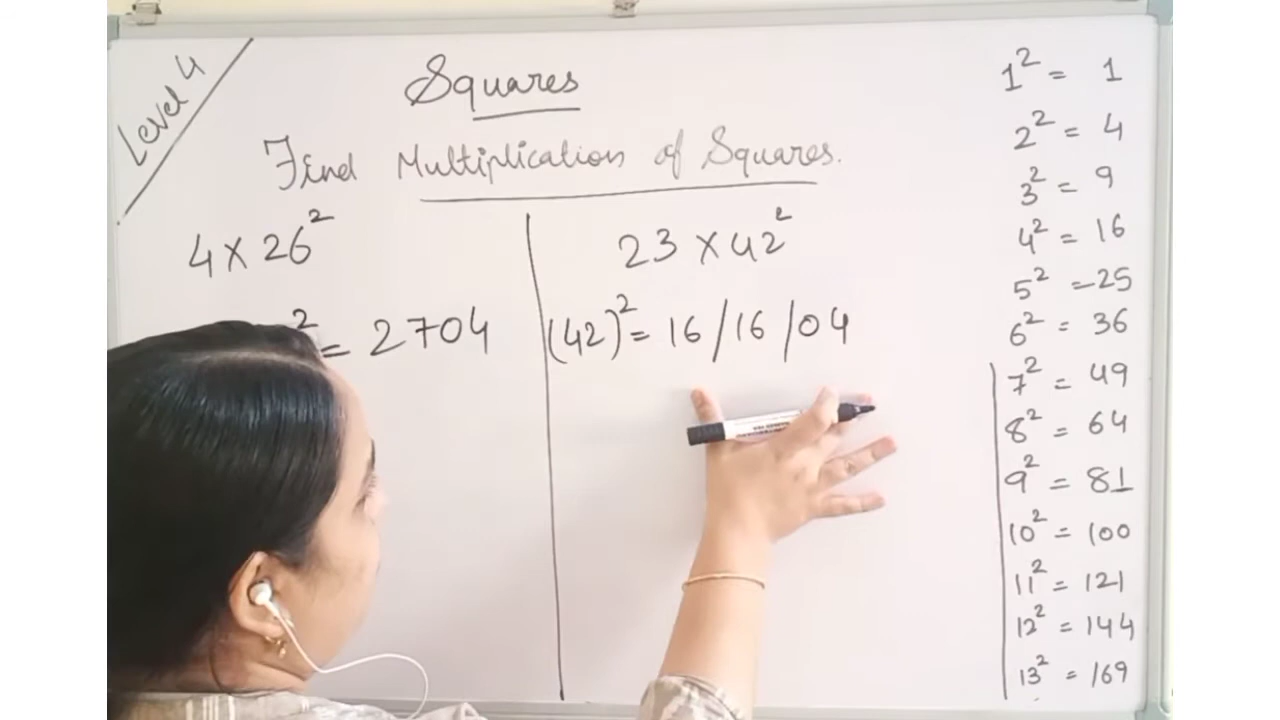 Level 4
Squares
Find Multiplication of Squares.
4 x 26²
² = 2704
23 x 42²
(42)² = 16/16/04
1² = 1
2² = 4
3² = 9
4² = 16
5² = 25
6² = 36
7² = 49
8² = 64
9² = 81
10² = 100
11² = 121
12² = 144
13² = 169